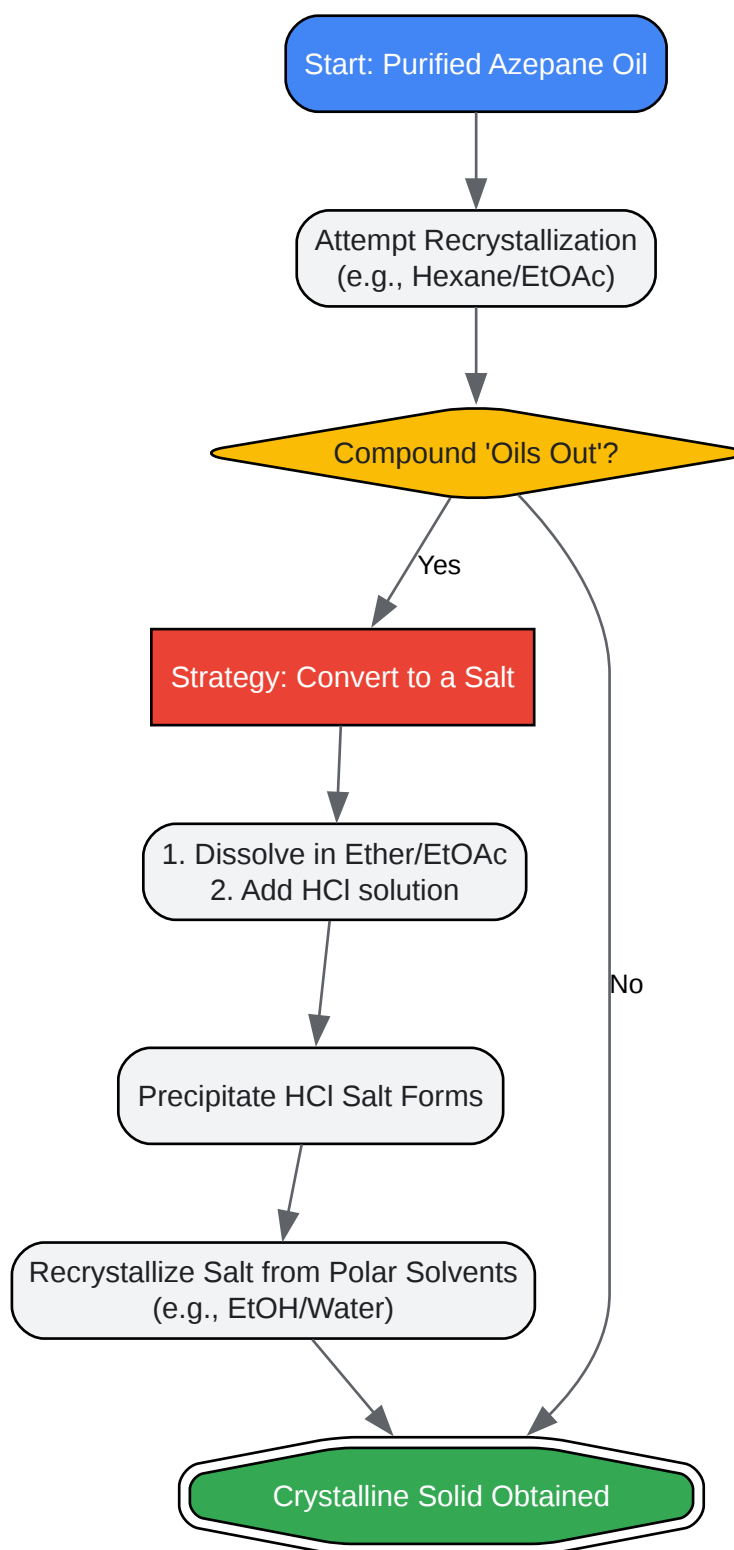 Start: Purified Azepane Oil
Attempt Recrystallization
(e.g., Hexane/EtOAc)
Compound 'Oils Out'?
Yes
Strategy: Convert to a Salt
1. Dissolve in Ether/EtOAc
2. Add HCl solution
No
Precipitate HCl Salt Forms
Recrystallize Salt from Polar Solvents
(e.g., EtOH/Water)
Crystalline Solid Obtained